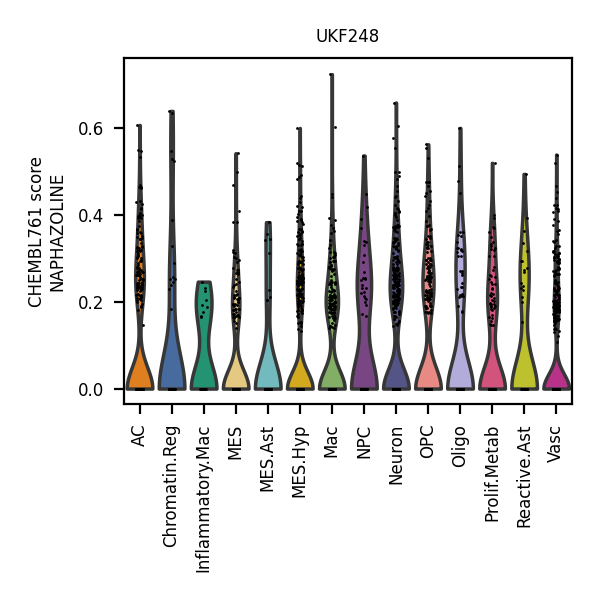 UKF248
CHEMBL761 score
NAPHAZOLINE
0.6
0.4
0.2
0.0
AC
Chromatin.Reg
Inflammatory.Mac
MES
MES.Ast
MES.Hyp
Mac
NPC
Neuron
OPC
Oligo
Prolif.Metab
Reactive.Ast
Vasc